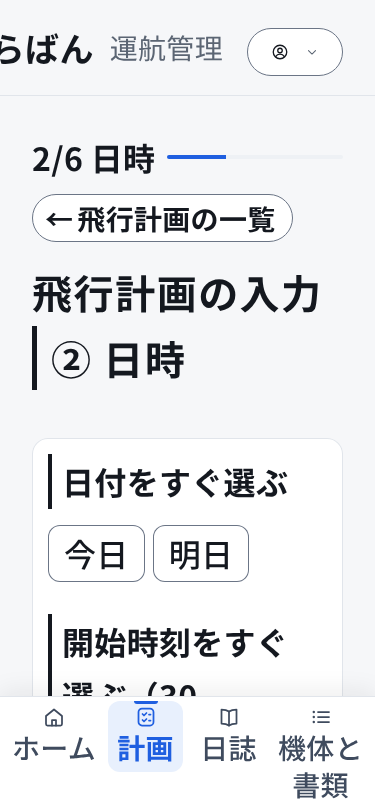 らばん 運航管理
2/6 日時
← 飛行計画の一覧
飛行計画の入力
② 日時
日付をすぐ選ぶ
今日 明日
開始時刻をすぐ
選ぶ（30
ホーム 計画 日誌 機体と
書類